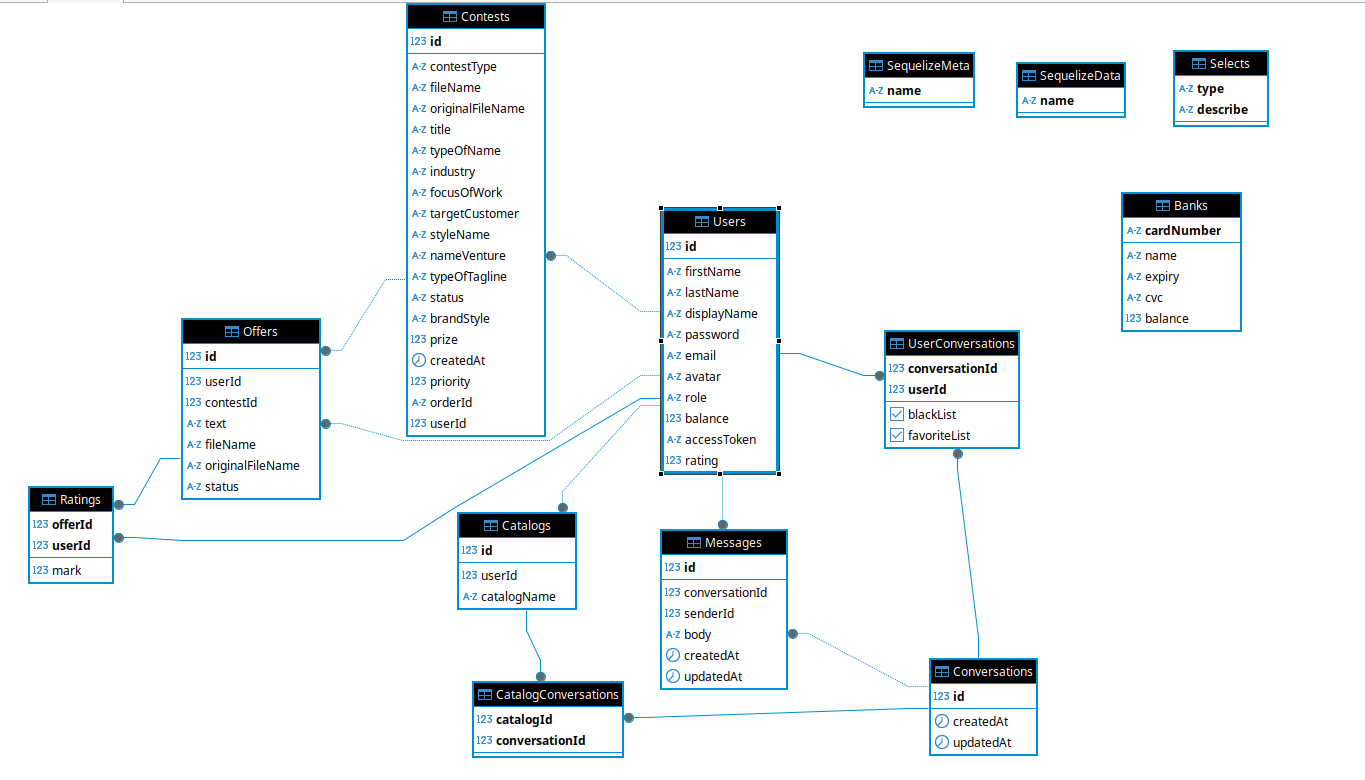 Contests
123 id
A-Z contestType
A-Z fileName
A-Z originalFileName
A-Z title
A-Z typeOfName
A-Z industry
A-Z focusOfWork
A-Z targetCustomer
A-Z styleName
A-Z nameVenture
A-Z typeOfTagline
A-Z status
A-Z brandStyle
123 prize
createdAt
123 priority
A-Z orderId
123 userId
SequelizeMeta
A-Z name
SequelizeData
A-Z name
Selects
A-Z type
A-Z describe
Banks
A-Z cardNumber
A-Z name
A-Z expiry
A-Z cvc
123 balance
Users
123 id
A-Z firstName
A-Z lastName
A-Z displayName
A-Z password
A-Z email
A-Z avatar
A-Z role
123 balance
A-Z accessToken
123 rating
Offers
123 id
123 userId
123 contestId
A-Z text
A-Z fileName
A-Z originalFileName
A-Z status
UserConversations
123 conversationId
123 userId
blackList
favoriteList
Ratings
123 offerId
123 userId
123 mark
Catalogs
123 id
123 userId
A-Z catalogName
Messages
123 id
123 conversationId
123 senderId
A-Z body
createdAt
updatedAt
CatalogConversations
123 catalogId
123 conversationId
Conversations
123 id
createdAt
updatedAt